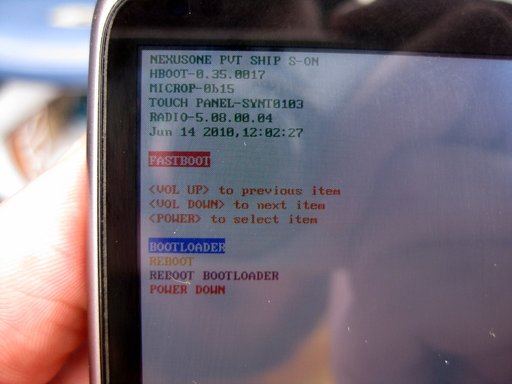 NEXUSONE PVT SHIP S-ON
HBOOT-0.35.0017
MICROP-0b15
TOUCH PANEL-SYNT0103
RADIO-5.08.00.04
Jun 14 2010,12:02:27
FASTBOOT
<VOL UP> to previous item
<VOL DOWN> to next item
<POWER> to select item
BOOTLOADER
REBOOT
REBOOT BOOTLOADER
POWER DOWN